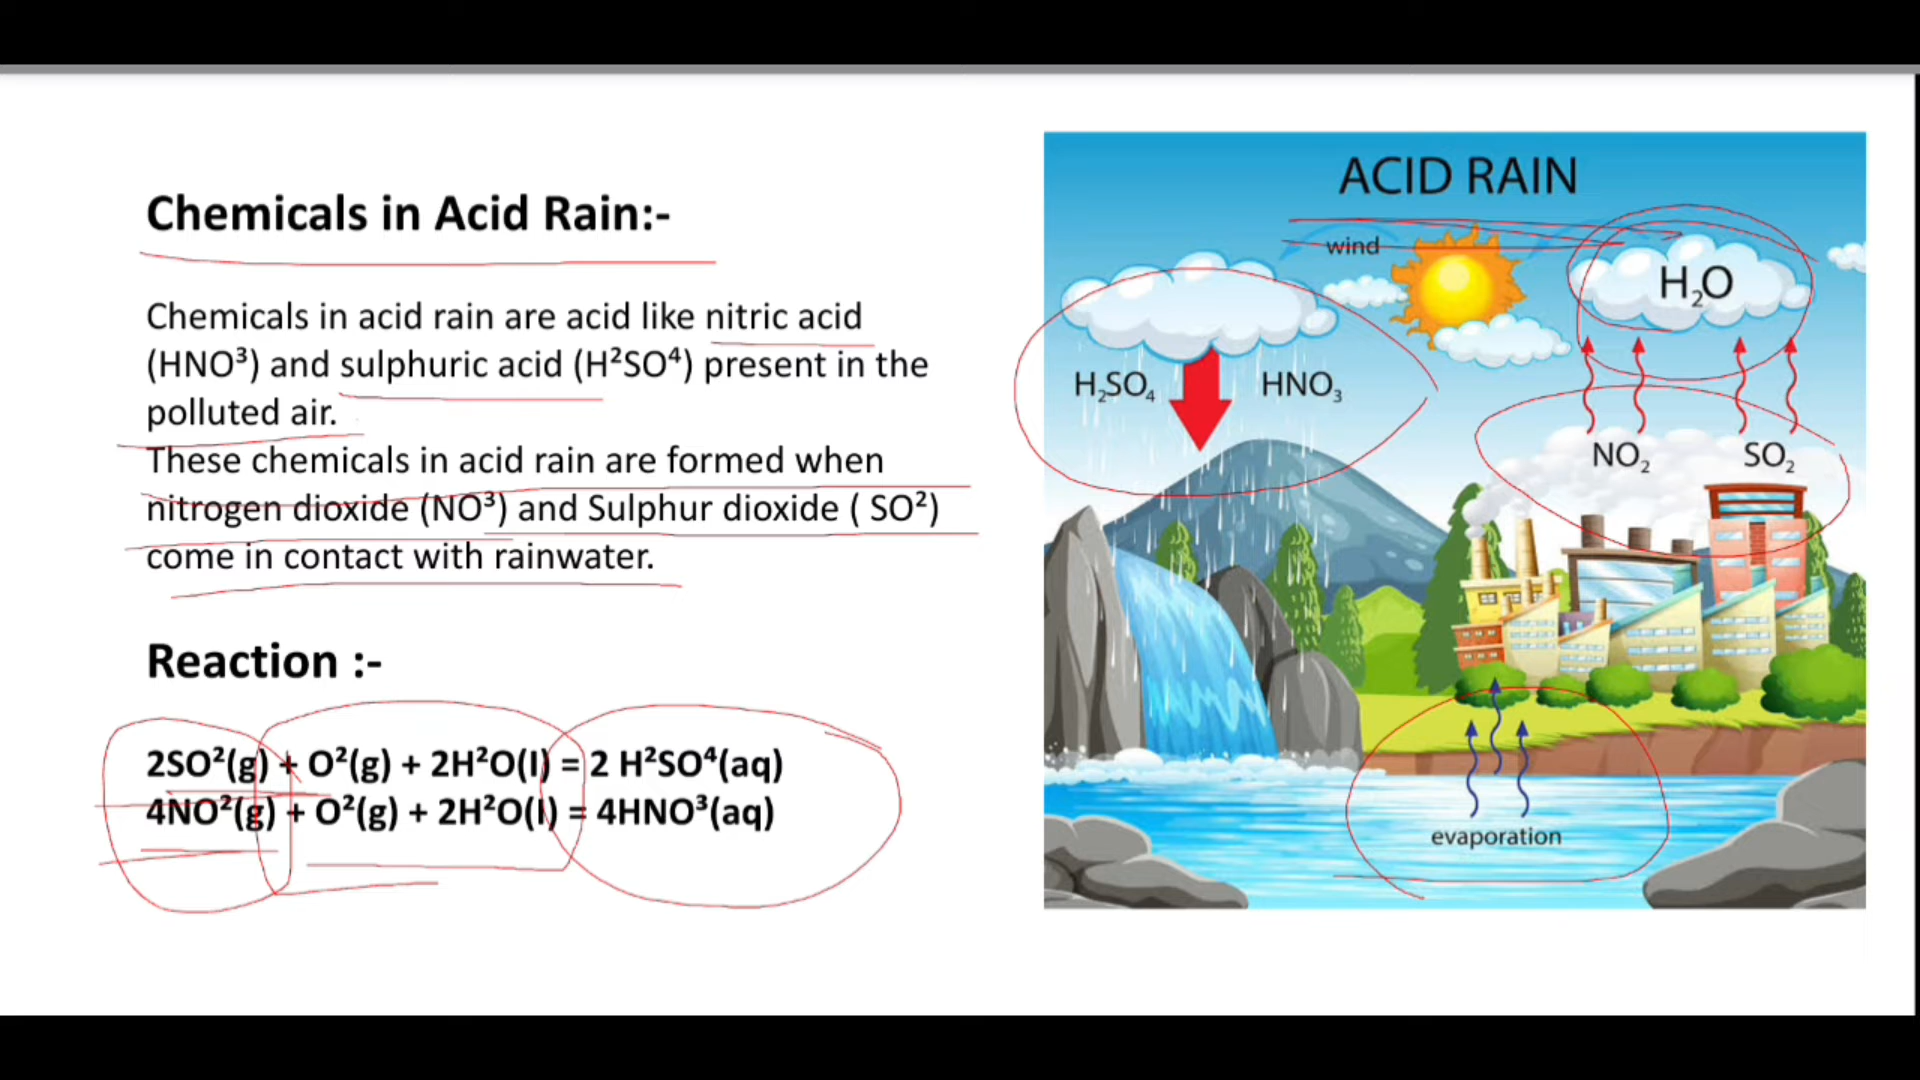 Chemicals in Acid Rain:-
Chemicals in acid rain are acid like nitric acid
(HNO³) and sulphuric acid (H²SO⁴) present in the
polluted air.
These chemicals in acid rain are formed when
nitrogen dioxide (NO³) and Sulphur dioxide ( SO²)
come in contact with rainwater.
Reaction :-
2SO²(g) + O²(g) + 2H²O(l) = 2 H²SO⁴(aq)
4NO²(g) + O²(g) + 2H²O(l) = 4HNO³(aq)
ACID RAIN
wind
H₂O
H₂SO₄
HNO₃
NO₂
SO₂
evaporation